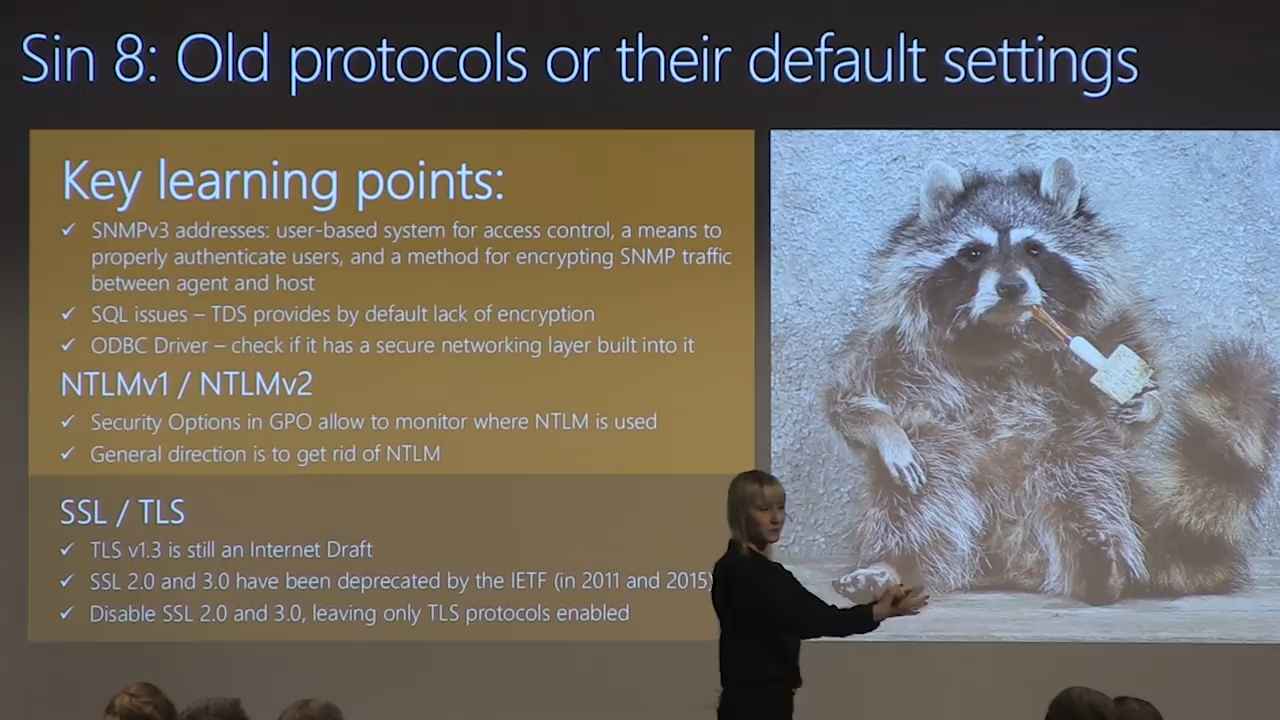 Sin 8: Old protocols or their default settings
Key learning points:
✓ SNMPv3 addresses: user-based system for access control, a means to
properly authenticate users, and a method for encrypting SNMP traffic
between agent and host
✓ SQL issues – TDS provides by default lack of encryption
✓ ODBC Driver – check if it has a secure networking layer built into it
NTLMv1 / NTLMv2
✓ Security Options in GPO allow to monitor where NTLM is used
✓ General direction is to get rid of NTLM
SSL / TLS
✓ TLS v1.3 is still an Internet Draft
✓ SSL 2.0 and 3.0 have been deprecated by the IETF (in 2011 and 2015)
✓ Disable SSL 2.0 and 3.0, leaving only TLS protocols enabled